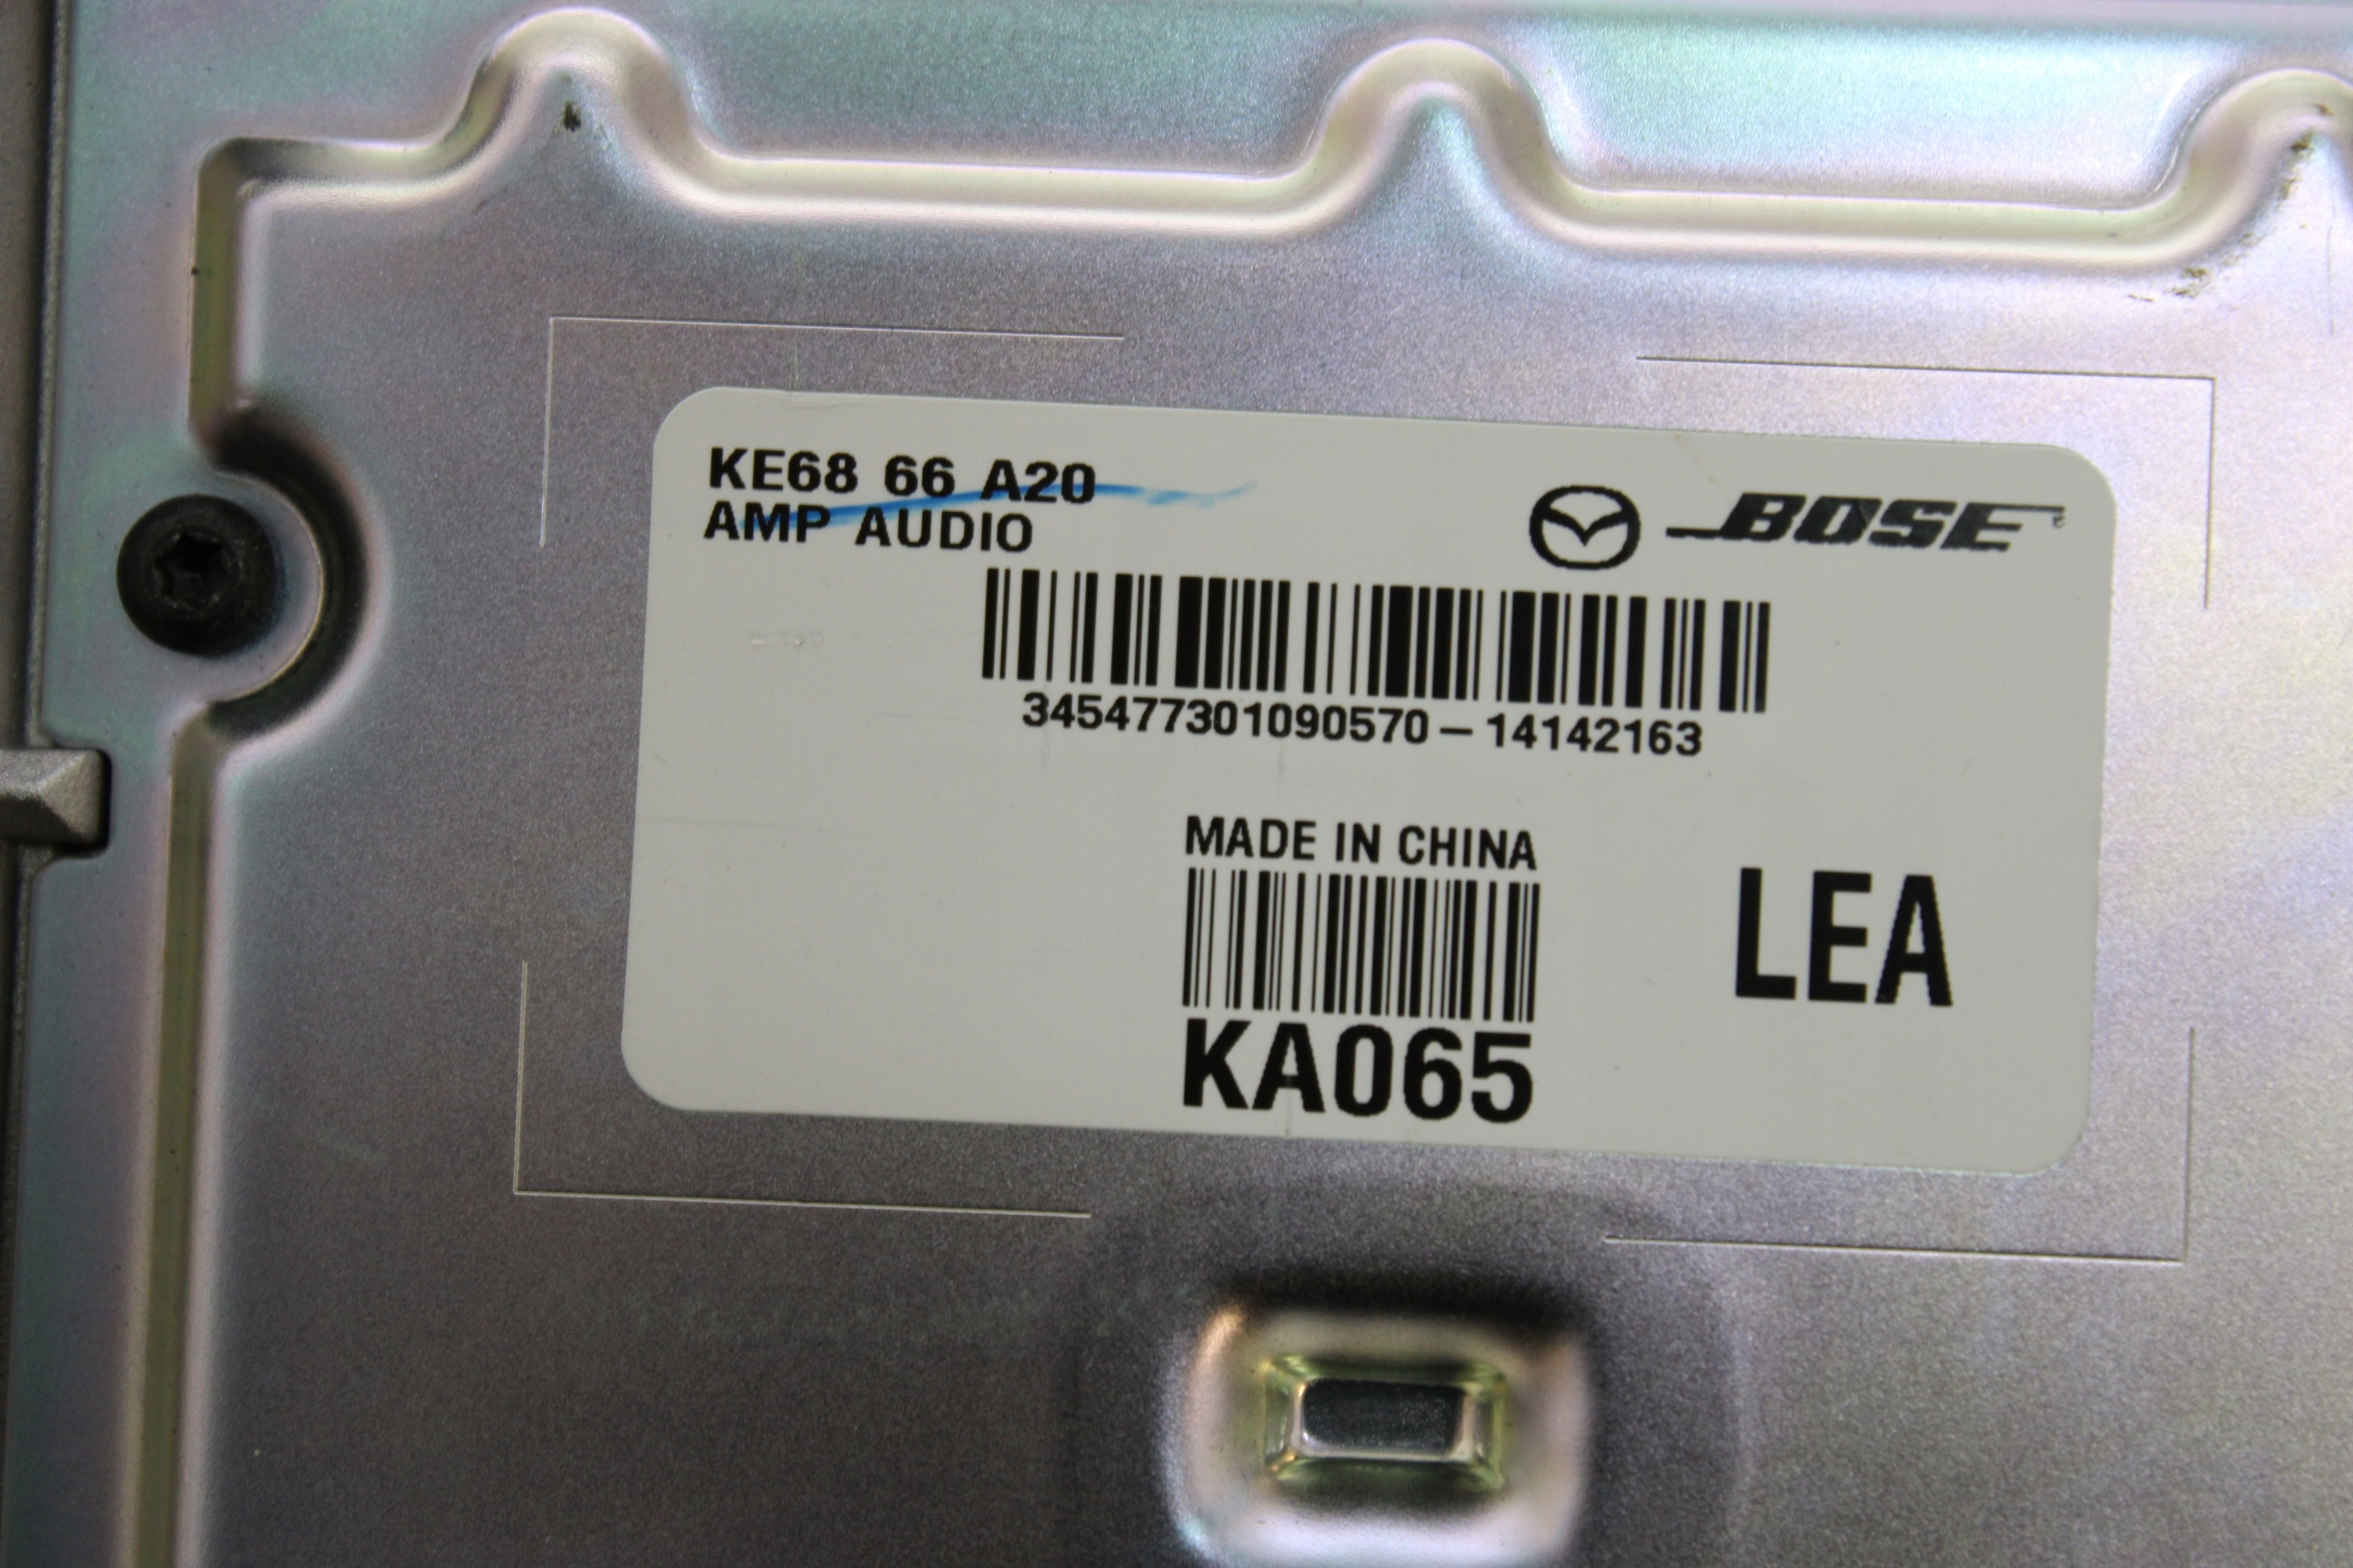 KE68 66 A20
AMP AUDIO
BOSE
345477301090570-14142163
MADE IN CHINA
LEA
KA065